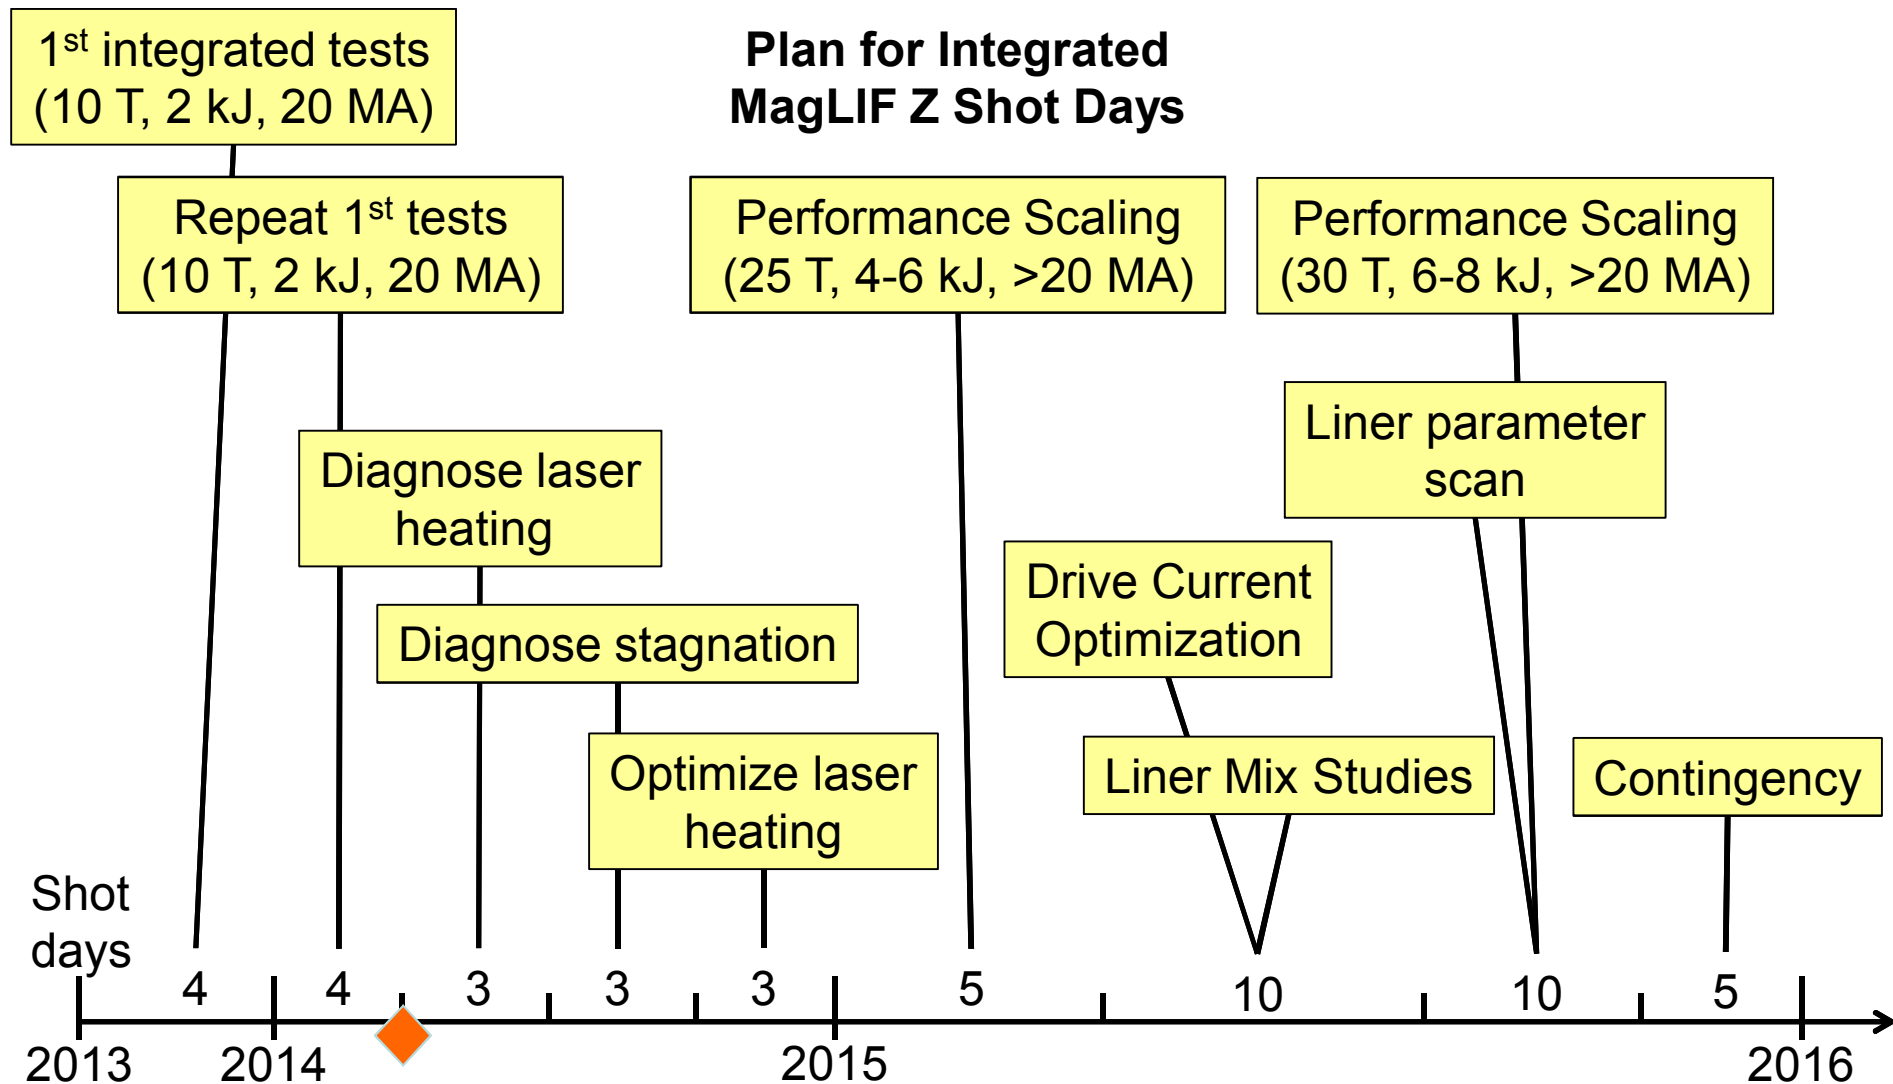 1st integrated tests
(10 T, 2 kJ, 20 MA)
Plan for Integrated
MagLIF Z Shot Days
Repeat 1st tests
(10 T, 2 kJ, 20 MA)
Performance Scaling
(25 T, 4-6 kJ, >20 MA)
Performance Scaling
(30 T, 6-8 kJ, >20 MA)
Liner parameter
scan
Diagnose laser
heating
Drive Current
Optimization
Diagnose stagnation
Optimize laser
heating
Liner Mix Studies
Contingency
Shot
days
4 4 3 3 3 5 10 10 5
2013 2014 2015 2016